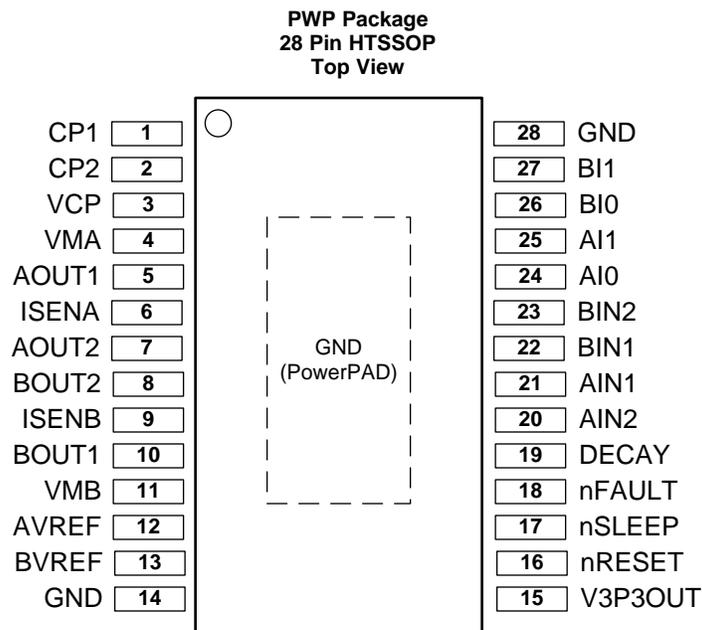 PWP Package
28 Pin HTSSOP
Top View
CP1 1
CP2 2
VCP 3
VMA 4
AOUT1 5
ISENA 6
AOUT2 7
BOUT2 8
ISENB 9
BOUT1 10
VMB 11
AVREF 12
BVREF 13
GND 14
GND
(PowerPAD)
28 GND
27 BI1
26 BI0
25 AI1
24 AI0
23 BIN2
22 BIN1
21 AIN1
20 AIN2
19 DECAY
18 nFAULT
17 nSLEEP
16 nRESET
15 V3P3OUT